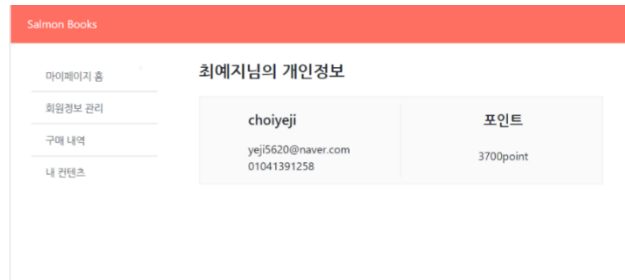 Salmon Books
마이페이지 홈
회원정보 관리
구매 내역
내 컨텐츠
최예지님의 개인정보
choiyeji
yeji5620@naver.com
01041391258
포인트
3700point